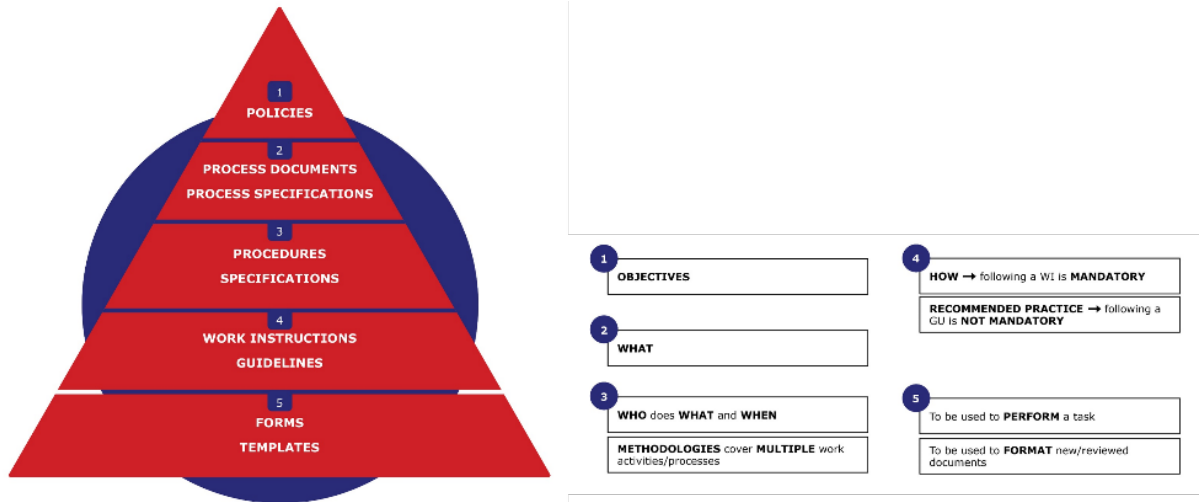 1
POLICIES
2
PROCESS DOCUMENTS
PROCESS SPECIFICATIONS
3
PROCEDURES
SPECIFICATIONS
4
WORK INSTRUCTIONS
GUIDELINES
5
FORMS
TEMPLATES
1
OBJECTIVES
2
WHAT
3
WHO does WHAT and WHEN
METHODOLOGIES cover MULTIPLE work
activities/processes
4
HOW → following a WI is MANDATORY
RECOMMENDED PRACTICE → following a
GU is NOT MANDATORY
5
To be used to PERFORM a task
To be used to FORMAT new/reviewed
documents